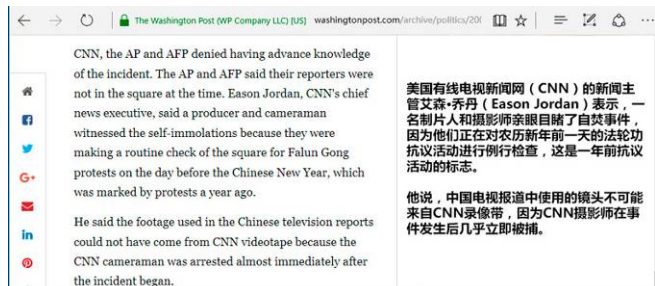 The Washington Post (WP Company LLC) [US] washingtonpost.com/archive/politics/200
CNN, the AP and AFP denied having advance knowledge
of the incident. The AP and AFP said their reporters were
not in the square at the time. Eason Jordan, CNN's chief
news executive, said a producer and cameraman
witnessed the self-immolations because they were
making a routine check of the square for Falun Gong
protests on the day before the Chinese New Year, which
was marked by protests a year ago.
He said the footage used in the Chinese television reports
could not have come from CNN videotape because the
CNN cameraman was arrested almost immediately after
the incident began.
G+
in
美国有线电视新闻网（CNN）的新闻主
管艾森•乔丹（Eason Jordan）表示，一
名制片人和摄影师亲眼目睹了自焚事件，
因为他们正在对农历新年前一天的法轮功
抗议活动进行例行检查，这是一年前抗议
活动的标志。
他说，中国电视报道中使用的镜头不可能
来自CNN录像带，因为CNN摄影师在事
件发生后几乎立即被捕。